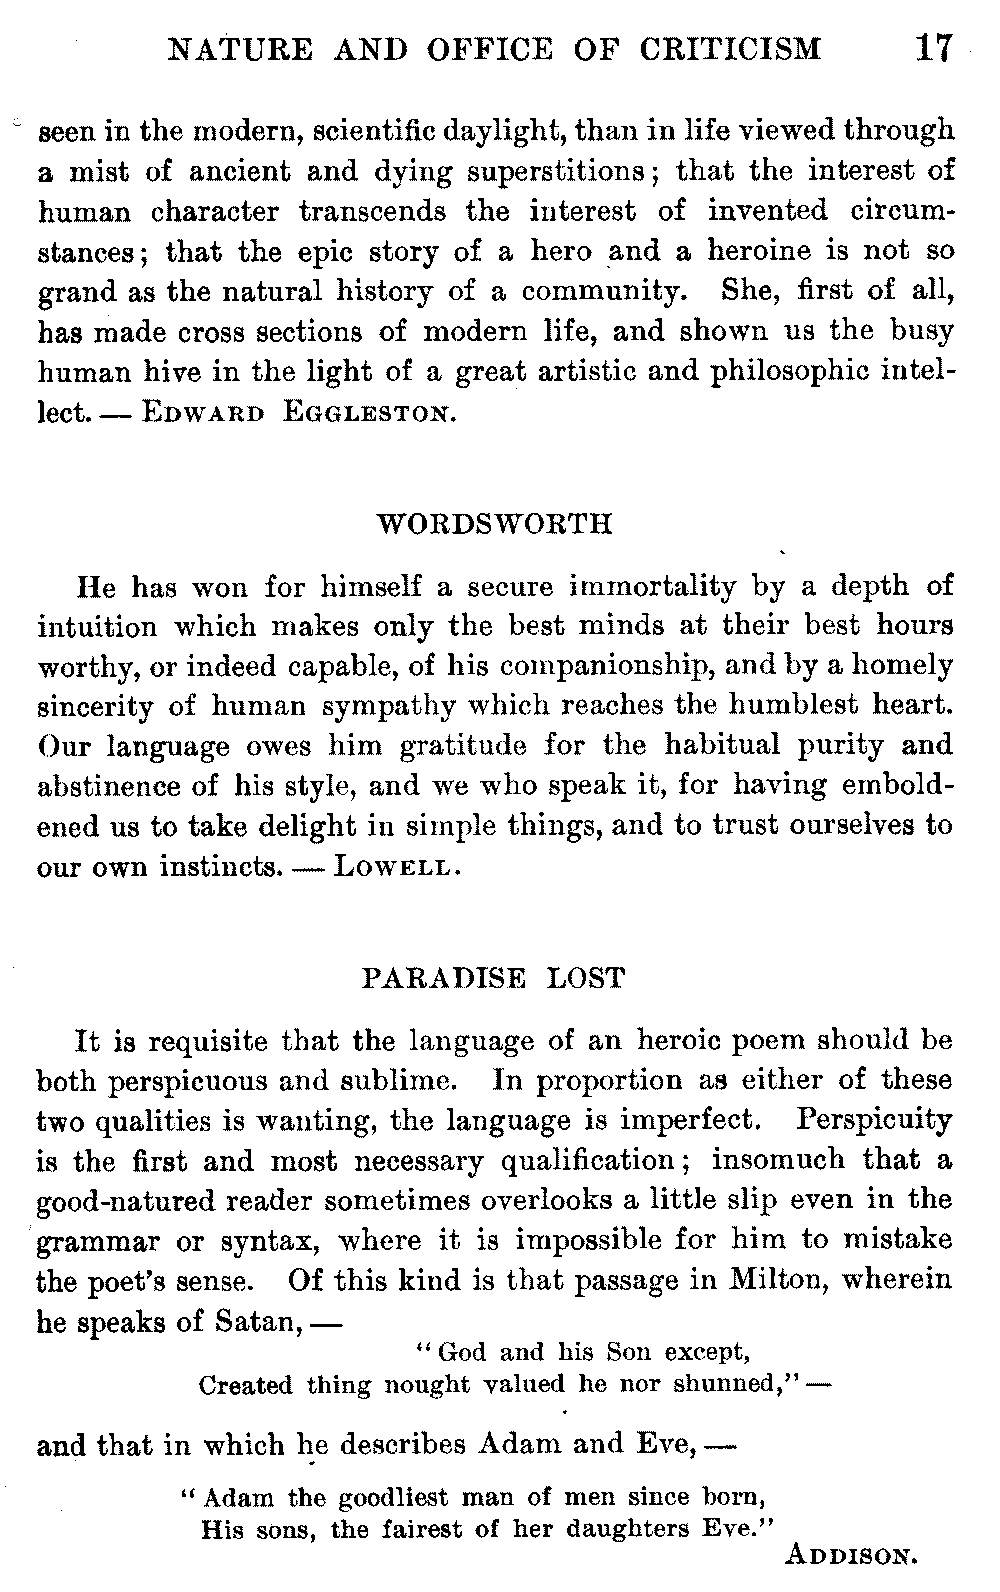 NATURE AND OFFICE OF CRITICISM 17
seen in the modern, scientific daylight, than in life viewed through
a mist of ancient and dying superstitions; that the interest of
human character transcends the interest of invented circum-
stances; that the epic story of a hero and a heroine is not so
grand as the natural history of a community. She, first of all,
has made cross sections of modern life, and shown us the busy
human hive in the light of a great artistic and philosophic intel-
lect. — EDWARD EGGLESTON.
WORDSWORTH
He has won for himself a secure immortality by a depth of
intuition which makes only the best minds at their best hours
worthy, or indeed capable, of his companionship, and by a homely
sincerity of human sympathy which reaches the humblest heart.
Our language owes him gratitude for the habitual purity and
abstinence of his style, and we who speak it, for having embold-
ened us to take delight in simple things, and to trust ourselves to
our own instincts. — LOWELL.
PARADISE LOST
It is requisite that the language of an heroic poem should be
both perspicuous and sublime. In proportion as either of these
two qualities is wanting, the language is imperfect. Perspicuity
is the first and most necessary qualification; insomuch that a
good-natured reader sometimes overlooks a little slip even in the
grammar or syntax, where it is impossible for him to mistake
the poet's sense. Of this kind is that passage in Milton, wherein
he speaks of Satan, —
"God and his Son except,
Created thing nought valued he nor shunned," —
and that in which he describes Adam and Eve, —
"Adam the goodliest man of men since born,
His sons, the fairest of her daughters Eve."
ADDISON.